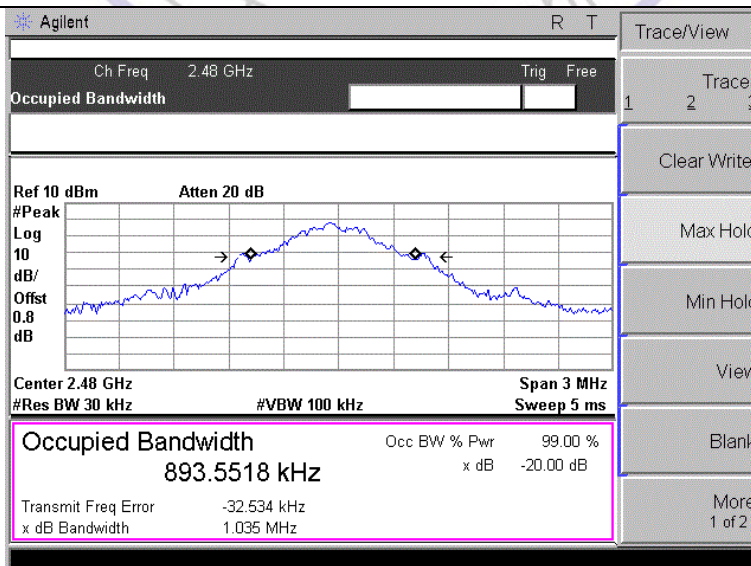 Agilent R T
Trace/View
Ch Freq 2.48 GHz Trig Free
Occupied Bandwidth
Trace
1 2
Clear Write
Max Hold
Min Hold
View
Blank
More
1 of 2
Ref 10 dBm Atten 20 dB
#Peak
Log
10
dB/
Offst
0.8
dB
Center 2.48 GHz Span 3 MHz
#Res BW 30 kHz #VBW 100 kHz Sweep 5 ms
Occupied Bandwidth Occ BW % Pwr 99.00 %
893.5518 kHz x dB -20.00 dB
Transmit Freq Error -32.534 kHz
x dB Bandwidth 1.035 MHz